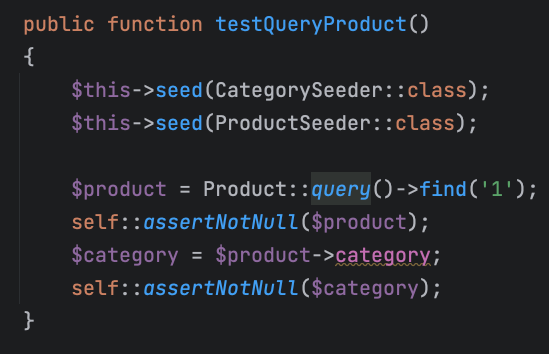 public function testQueryProduct()
{
    $this->seed(CategorySeeder::class);
    $this->seed(ProductSeeder::class);

    $product = Product::query()->find('1');
    self::assertNotNull($product);
    $category = $product->category;
    self::assertNotNull($category);
}